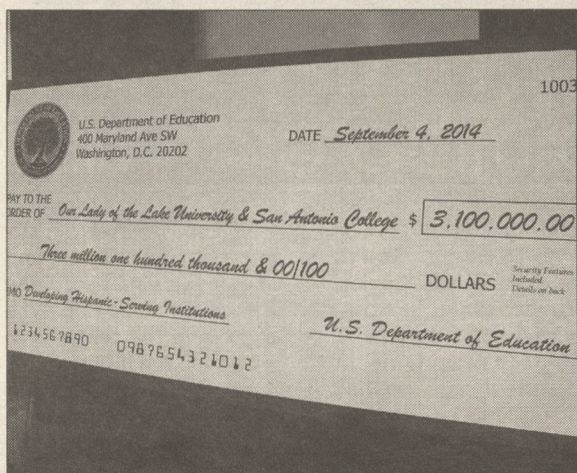 1003
U.S. Department of Education
400 Maryland Ave SW
Washington, D.C. 20202
DATE September 4, 2014
PAY TO THE
ORDER OF Our Lady of the Lake University & San Antonio College $ 3,100,000.00
Three million one hundred thousand & 00/100 DOLLARS
Security Features
Included
Details on back
EMO Developing Hispanic-Serving Institutions
U.S. Department of Education
1234567890 0987654321012